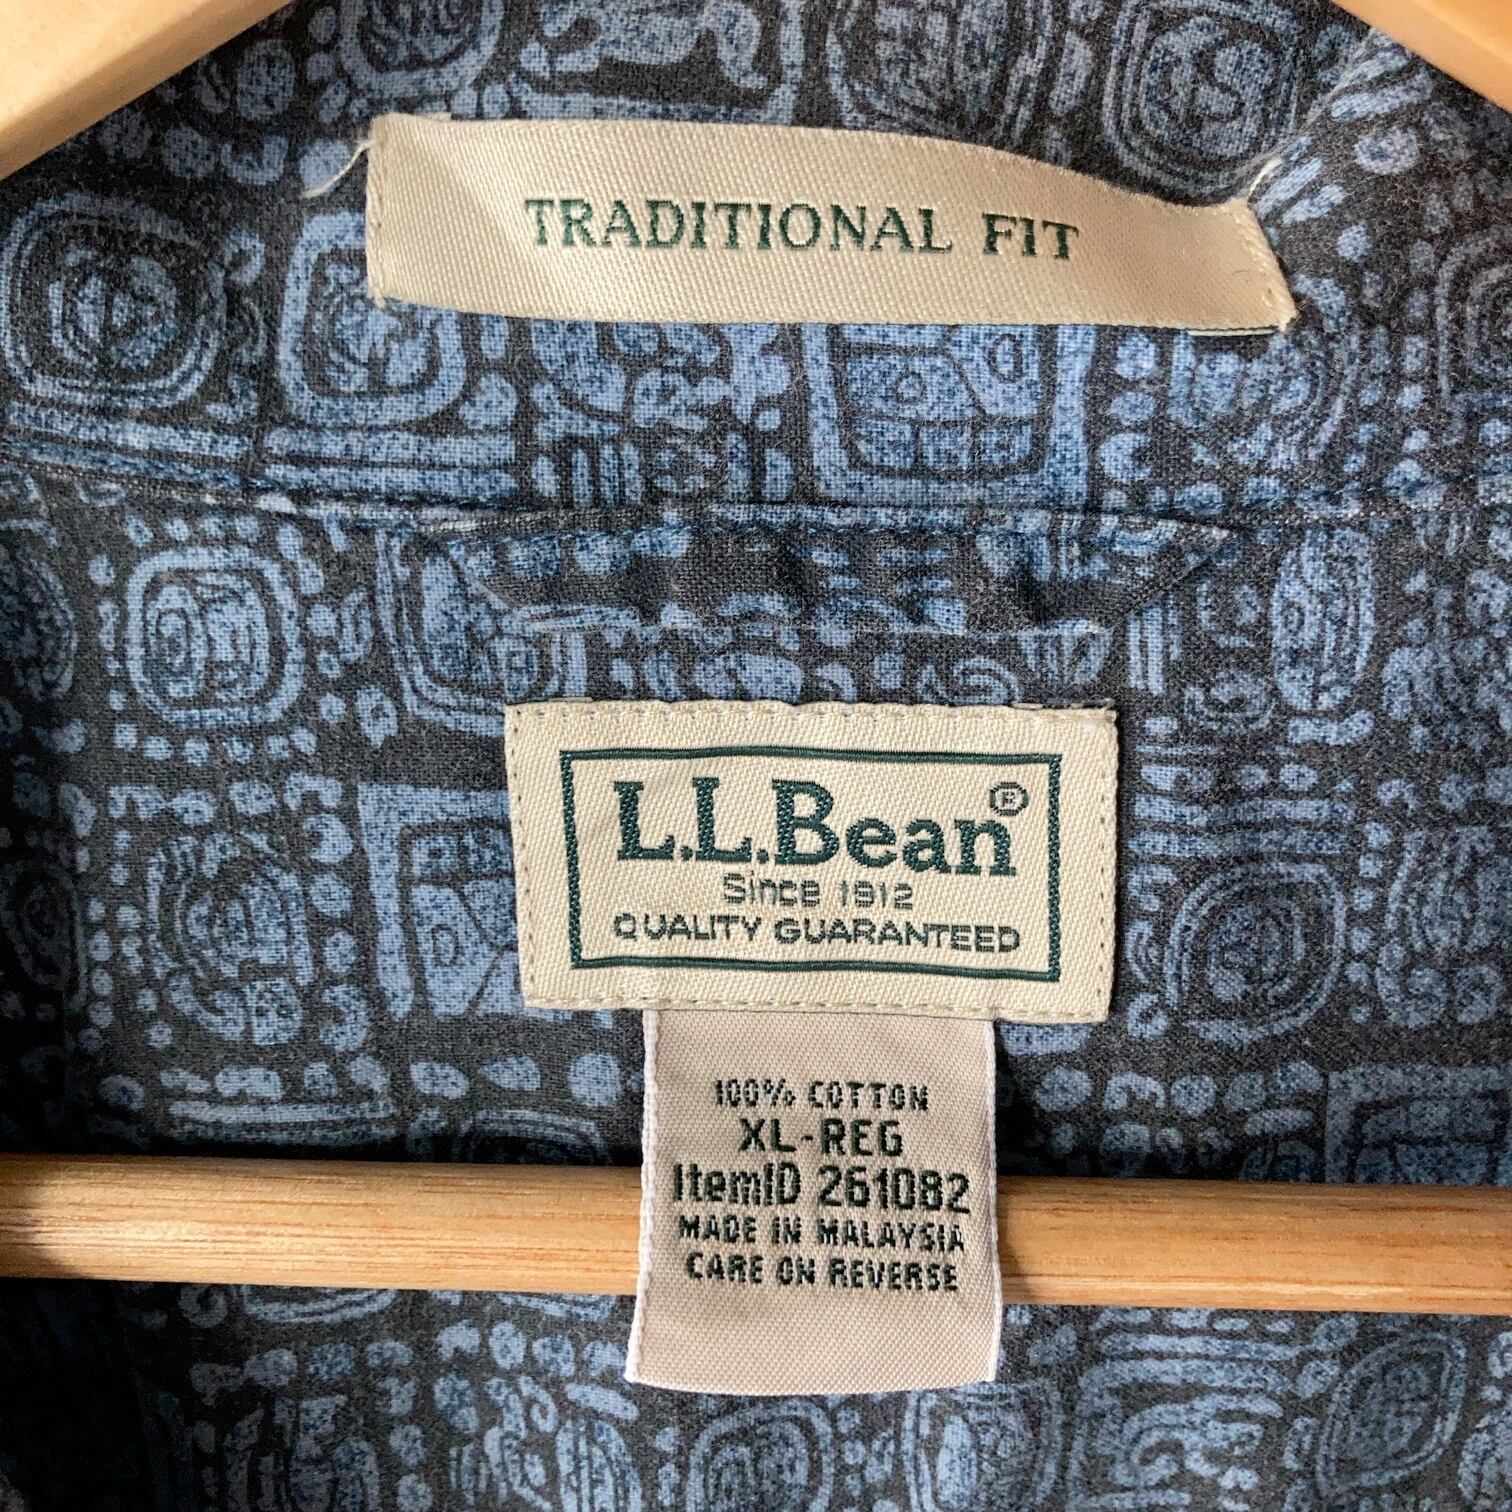 TRADITIONAL FIT
L.L.Bean®
Since 1912
QUALITY GUARANTEED
100% COTTON
XL-REG
ItemID 261082
MADE IN MALAYSIA
CARE ON REVERSE